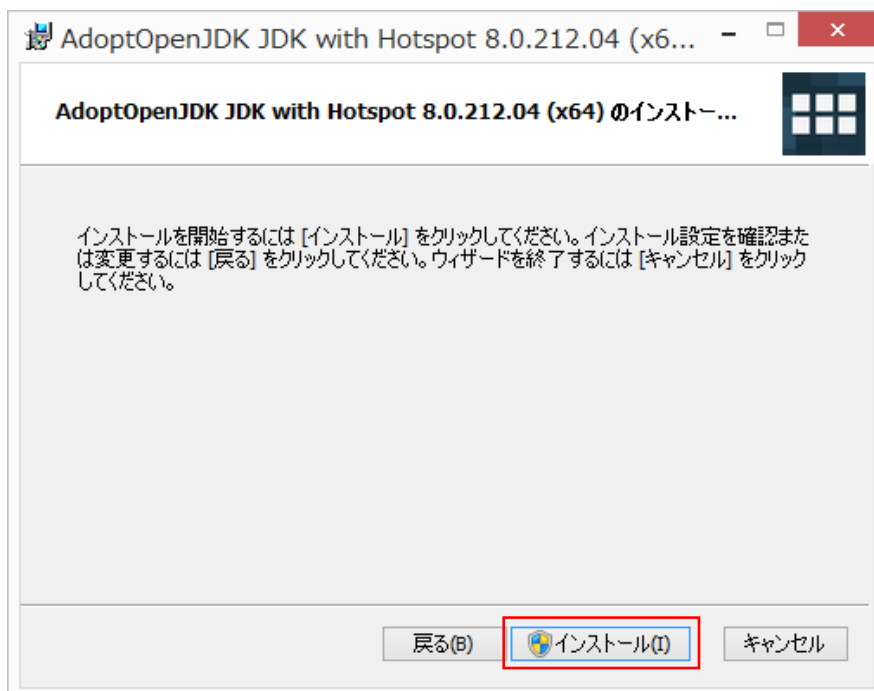 AdoptOpenJDK JDK with Hotspot 8.0.212.04 (x6...
AdoptOpenJDK JDK with Hotspot 8.0.212.04 (x64) のインストー...
インストールを開始するには [インストール] をクリックしてください。インストール設定を確認また
は変更するには [戻る] をクリックしてください。ウィザードを終了するには [キャンセル] をクリック
してください。
戻る(B)
インストール(I)
キャンセル